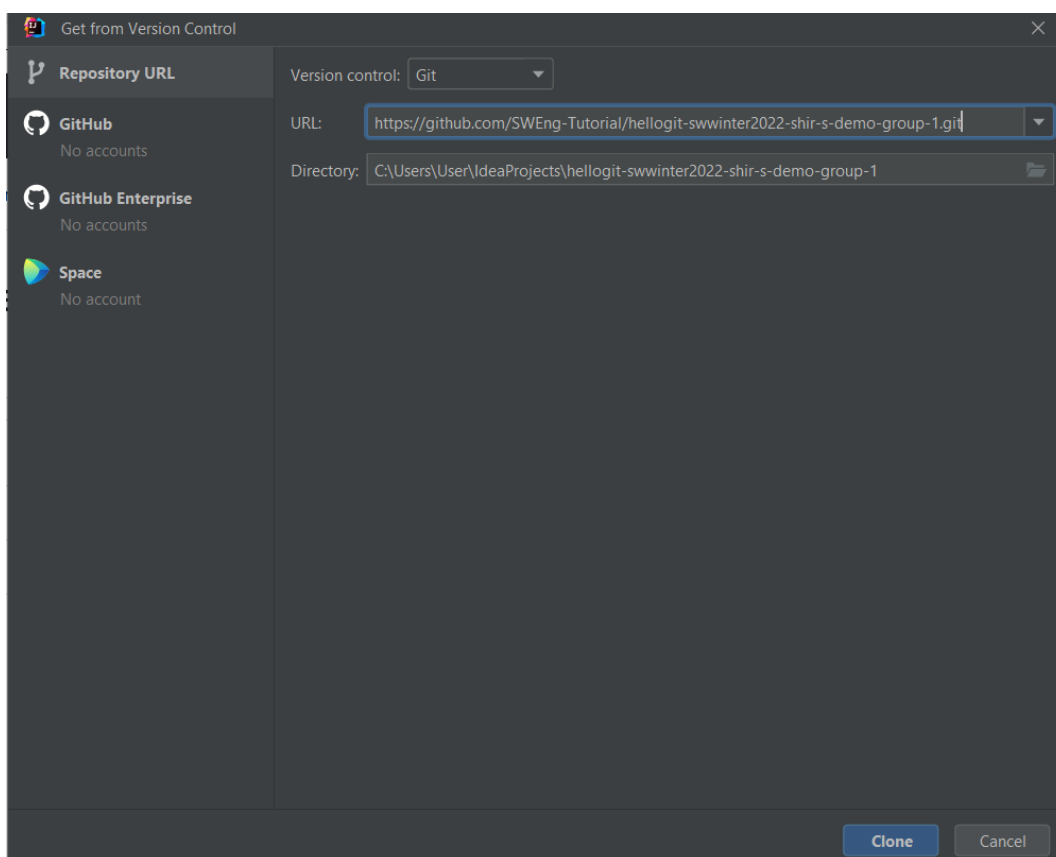 Get from Version Control
Repository URL
GitHub
No accounts
GitHub Enterprise
No accounts
Space
No account
Version control: Git
URL: https://github.com/SWEng-Tutorial/hellogit-swwinter2022-shir-s-demo-group-1.git
Directory: C:\Users\User\IdeaProjects\hellogit-swwinter2022-shir-s-demo-group-1
Clone Cancel